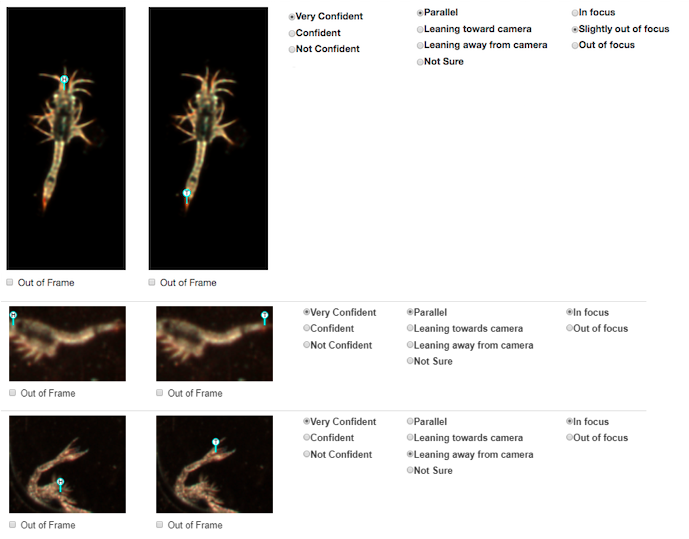 H
T
Very Confident
Confident
Not Confident
Parallel
Leaning toward camera
Leaning away from camera
Not Sure
In focus
Slightly out of focus
Out of focus
Out of Frame
Out of Frame
H
T
Very Confident
Confident
Not Confident
Parallel
Leaning towards camera
Leaning away from camera
Not Sure
In focus
Out of focus
Out of Frame
Out of Frame
H
T
Very Confident
Confident
Not Confident
Parallel
Leaning towards camera
Leaning away from camera
Not Sure
In focus
Out of focus
Out of Frame
Out of Frame